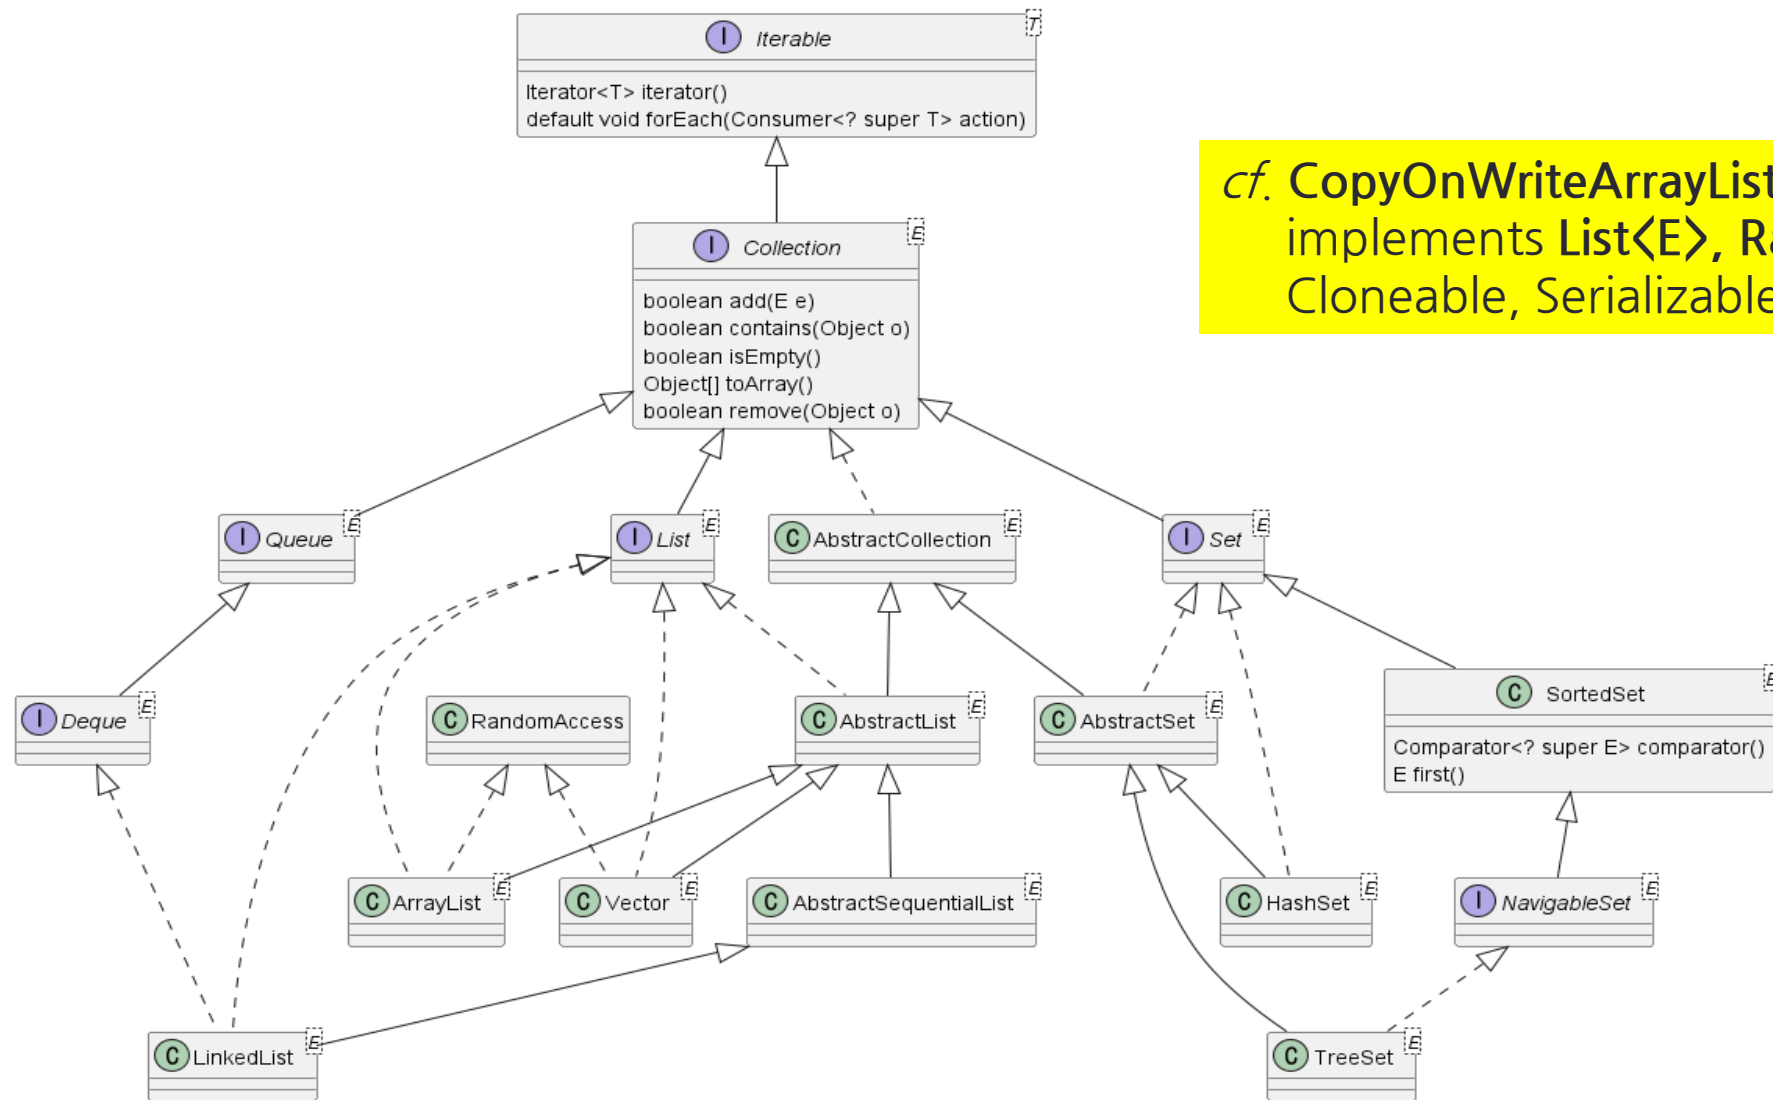 I Iterable T
Iterator<T> iterator()
default void forEach(Consumer<? super T> action)
cf. CopyOnWriteArrayList
implements List<E>, Ra
Cloneable, Serializable
I Collection E
boolean add(E e)
boolean contains(Object o)
boolean isEmpty()
Object[] toArray()
boolean remove(Object o)
I Queue E
I List E
C AbstractCollection E
I Set E
I Deque E
C RandomAccess
C AbstractList E
C AbstractSet E
C SortedSet E
Comparator<? super E> comparator()
E first()
C ArrayList E
C Vector E
C AbstractSequentialList E
C HashSet E
I NavigableSet E
C LinkedList E
C TreeSet E